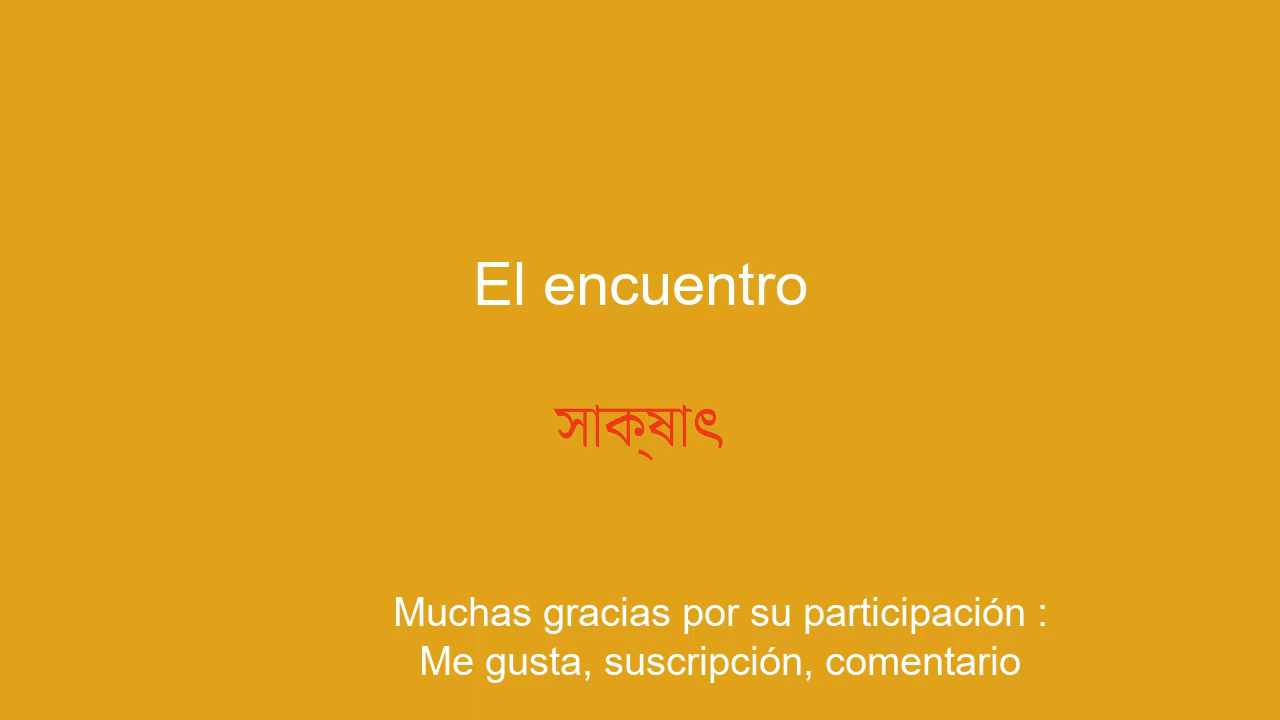 El encuentro
সাক্‌ষাৎ
Muchas gracias por su participación :
Me gusta, suscripción, comentario